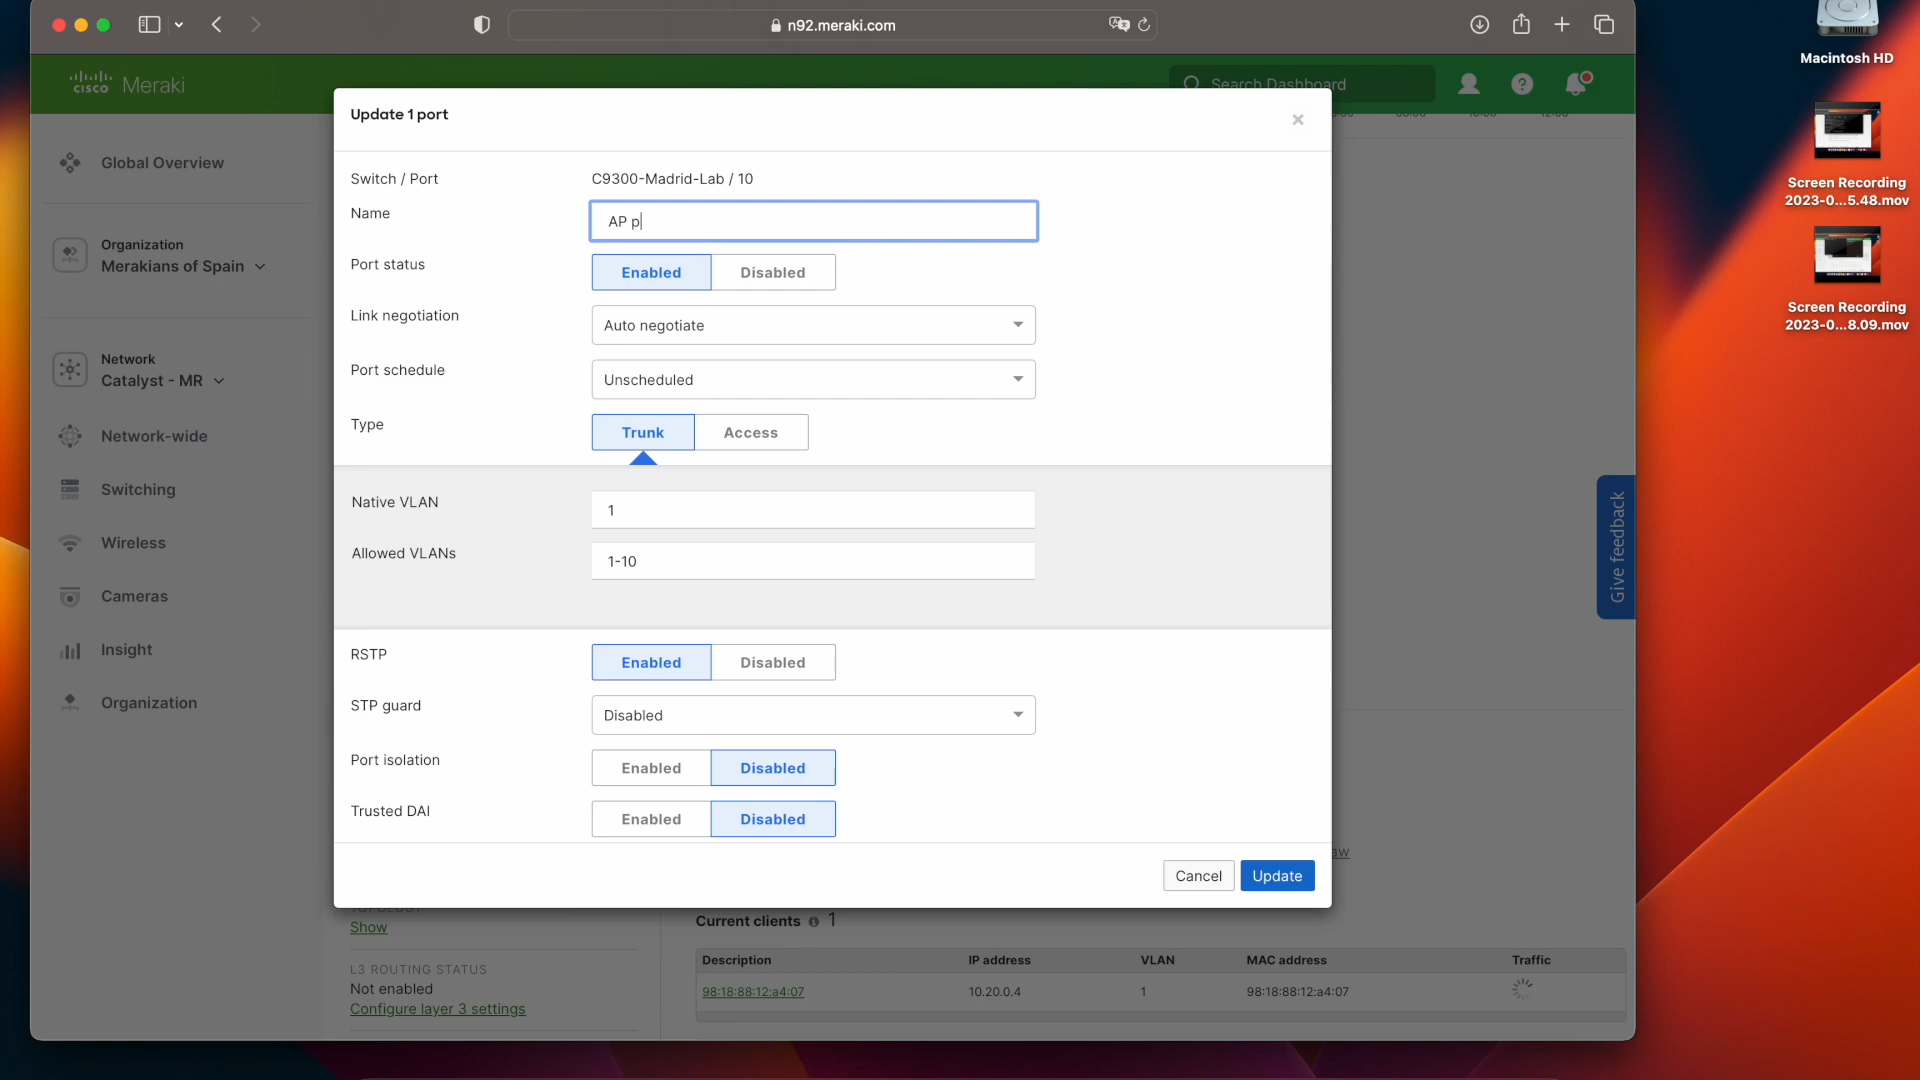 n92.meraki.com
Macintosh HD
cisco Meraki
Search Dashboard
Update 1 port
Screen Recording
2023-0...5.48.mov
Global Overview
Switch / Port
C9300-Madrid-Lab / 10
Name
AP p
Organization
Merakians of Spain
Port status
Enabled
Disabled
Link negotiation
Auto negotiate
Screen Recording
2023-0...8.09.mov
Network
Catalyst - MR
Port schedule
Unscheduled
Type
Trunk
Access
Network-wide
Switching
Native VLAN
1
Wireless
Allowed VLANs
1-10
Give feedback
Cameras
Insight
RSTP
Enabled
Disabled
Organization
STP guard
Disabled
Port isolation
Enabled
Disabled
Trusted DAI
Enabled
Disabled
Cancel
Update
Show
Current clients 1
Description
IP address
VLAN
MAC address
Traffic
98:18:88:12:a4:07
10.20.0.4
1
98:18:88:12:a4:07
L3 ROUTING STATUS
Not enabled
Configure layer 3 settings